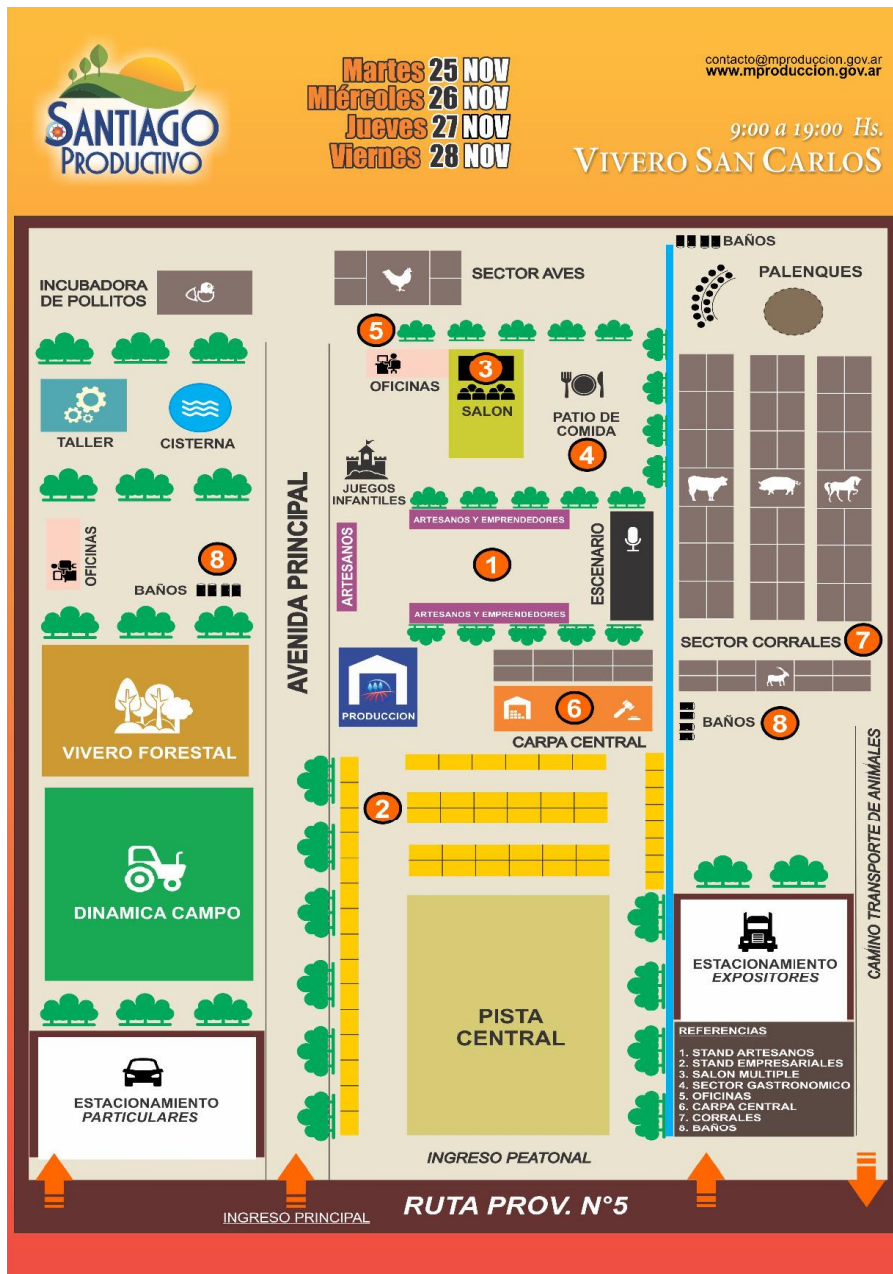 SANTIAGO
PRODUCTIVO
Martes 25 NOV
Miércoles 26 NOV
Jueves 27 NOV
Viernes 28 NOV
contacto@mproduccion.gov.ar
www.mproduccion.gov.ar
9:00 a 19:00 Hs.
VIVERO SAN CARLOS
BAÑOS
INCUBADORA
DE POLLITOS
SECTOR AVES
PALENQUES
5
OFICINAS
3
SALON
PATIO DE
COMIDA
4
TALLER
CISTERNA
JUEGOS
INFANTILES
AVENIDA PRINCIPAL
ARTESANOS Y EMPRENDEDORES
ARTESANOS
1
ESCENARIO
ARTESANOS Y EMPRENDEDORES
OFICINAS
8
BAÑOS
SECTOR CORRALES 7
PRODUCCION
6
CARPA CENTRAL
BAÑOS 8
VIVERO FORESTAL
2
CAMINO TRANSPORTE DE ANIMALES
DINAMICA CAMPO
PISTA
CENTRAL
ESTACIONAMIENTO
EXPOSITORES
ESTACIONAMIENTO
PARTICULARES
REFERENCIAS
1. STAND ARTESANOS
2. STAND EMPRESARIALES
3. SALON MULTIPLE
4. SECTOR GASTRONOMICO
5. OFICINAS
6. CARPA CENTRAL
7. CORRALES
8. BAÑOS
INGRESO PEATONAL
INGRESO PRINCIPAL
RUTA PROV. N°5